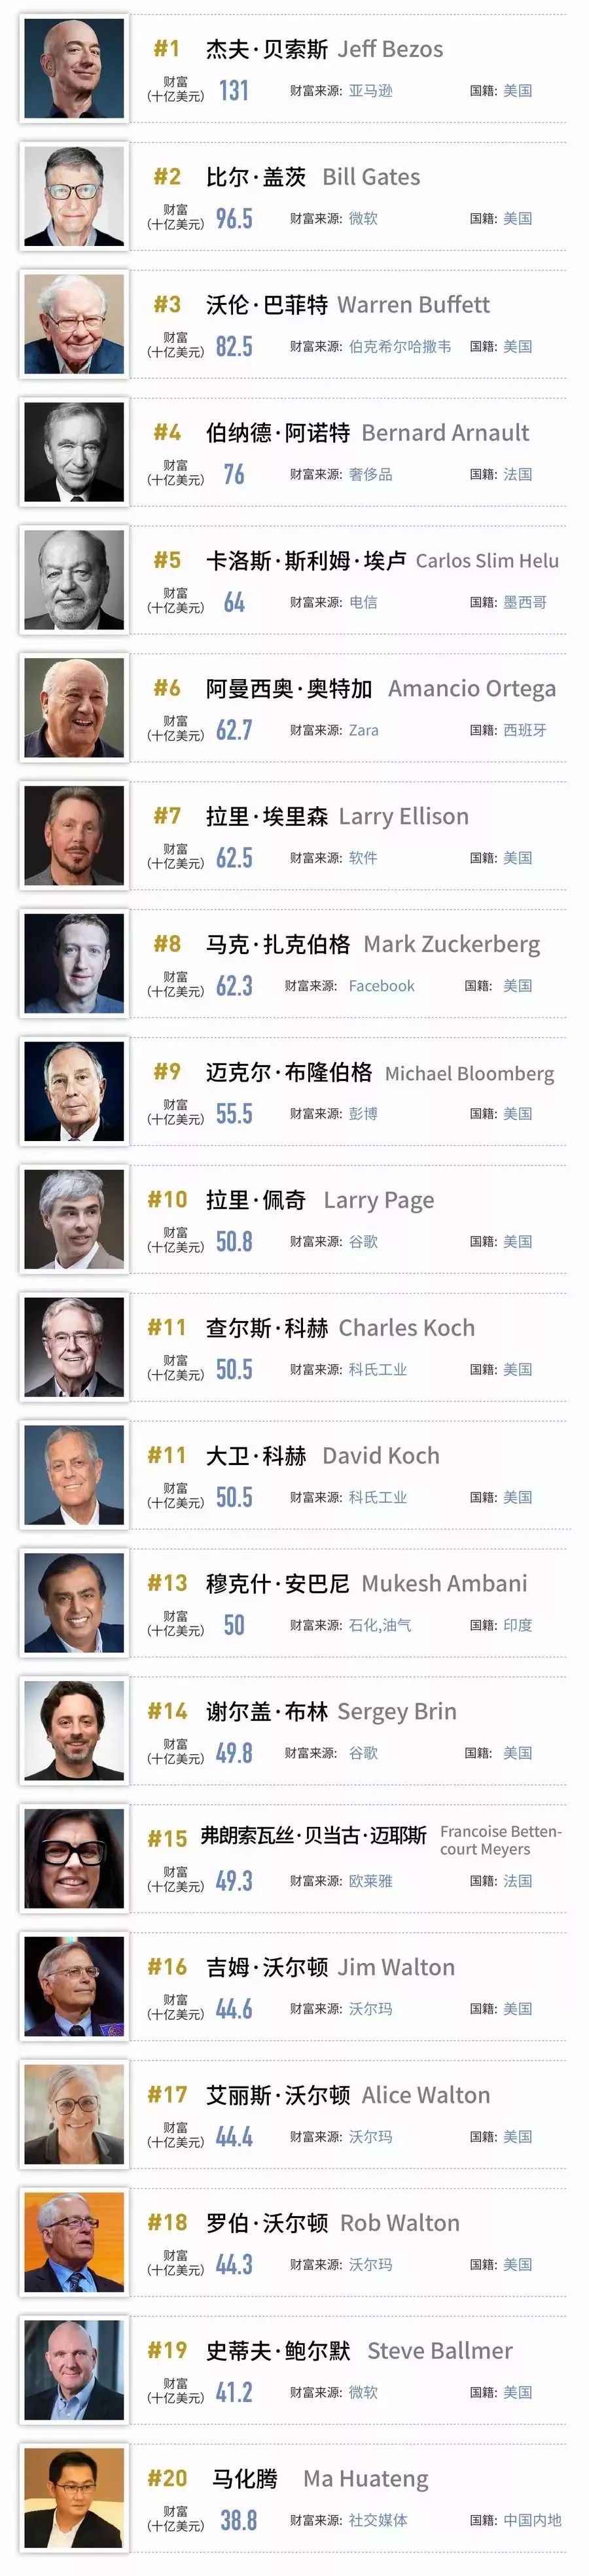 #1 杰夫·贝索斯 Jeff Bezos
财富
(十亿美元) 131 财富来源: 亚马逊 国籍: 美国
#2 比尔·盖茨 Bill Gates
财富
(十亿美元) 96.5 财富来源: 微软 国籍: 美国
#3 沃伦·巴菲特 Warren Buffett
财富
(十亿美元) 82.5 财富来源: 伯克希尔哈撒韦 国籍: 美国
#4 伯纳德·阿诺特 Bernard Arnault
财富
(十亿美元) 76 财富来源: 奢侈品 国籍: 法国
#5 卡洛斯·斯利姆·埃卢 Carlos Slim Helu
财富
(十亿美元) 64 财富来源: 电信 国籍: 墨西哥
#6 阿曼西奥·奥特加 Amancio Ortega
财富
(十亿美元) 62.7 财富来源: Zara 国籍: 西班牙
#7 拉里·埃里森 Larry Ellison
财富
(十亿美元) 62.5 财富来源: 软件 国籍: 美国
#8 马克·扎克伯格 Mark Zuckerberg
财富
(十亿美元) 62.3 财富来源: Facebook 国籍: 美国
#9 迈克尔·布隆伯格 Michael Bloomberg
财富
(十亿美元) 55.5 财富来源: 彭博 国籍: 美国
#10 拉里·佩奇 Larry Page
财富
(十亿美元) 50.8 财富来源: 谷歌 国籍: 美国
#11 查尔斯·科赫 Charles Koch
财富
(十亿美元) 50.5 财富来源: 科氏工业 国籍: 美国
#11 大卫·科赫 David Koch
财富
(十亿美元) 50.5 财富来源: 科氏工业 国籍: 美国
#13 穆克什·安巴尼 Mukesh Ambani
财富
(十亿美元) 50 财富来源: 石化,油气 国籍: 印度
#14 谢尔盖·布林 Sergey Brin
财富
(十亿美元) 49.8 财富来源: 谷歌 国籍: 美国
#15 弗朗索瓦丝·贝当古·迈耶斯 Francoise Betten-
court Meyers
财富
(十亿美元) 49.3 财富来源: 欧莱雅 国籍: 法国
#16 吉姆·沃尔顿 Jim Walton
财富
(十亿美元) 44.6 财富来源: 沃尔玛 国籍: 美国
#17 艾丽斯·沃尔顿 Alice Walton
财富
(十亿美元) 44.4 财富来源: 沃尔玛 国籍: 美国
#18 罗伯·沃尔顿 Rob Walton
财富
(十亿美元) 44.3 财富来源: 沃尔玛 国籍: 美国
#19 史蒂夫·鲍尔默 Steve Ballmer
财富
(十亿美元) 41.2 财富来源: 微软 国籍: 美国
#20 马化腾 Ma Huateng
财富
(十亿美元) 38.8 财富来源: 社交媒体 国籍: 中国内地